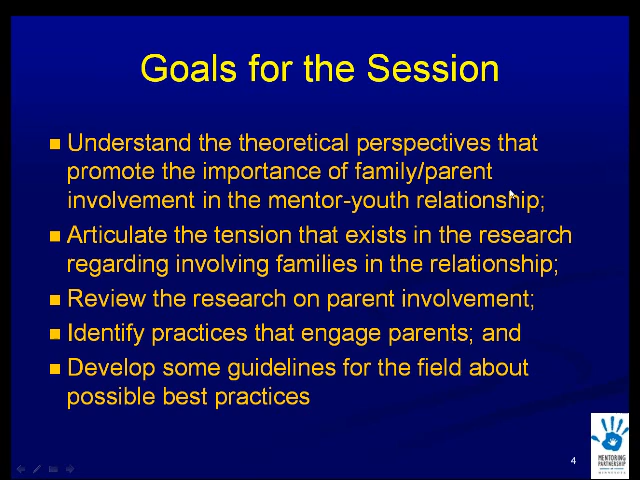 Goals for the Session
Understand the theoretical perspectives that
promote the importance of family/parent
involvement in the mentor-youth relationship;
Articulate the tension that exists in the research
regarding involving families in the relationship;
Review the research on parent involvement;
Identify practices that engage parents; and
Develop some guidelines for the field about
possible best practices
4
MENTORING
PARTNERSHIP
MINNESOTA